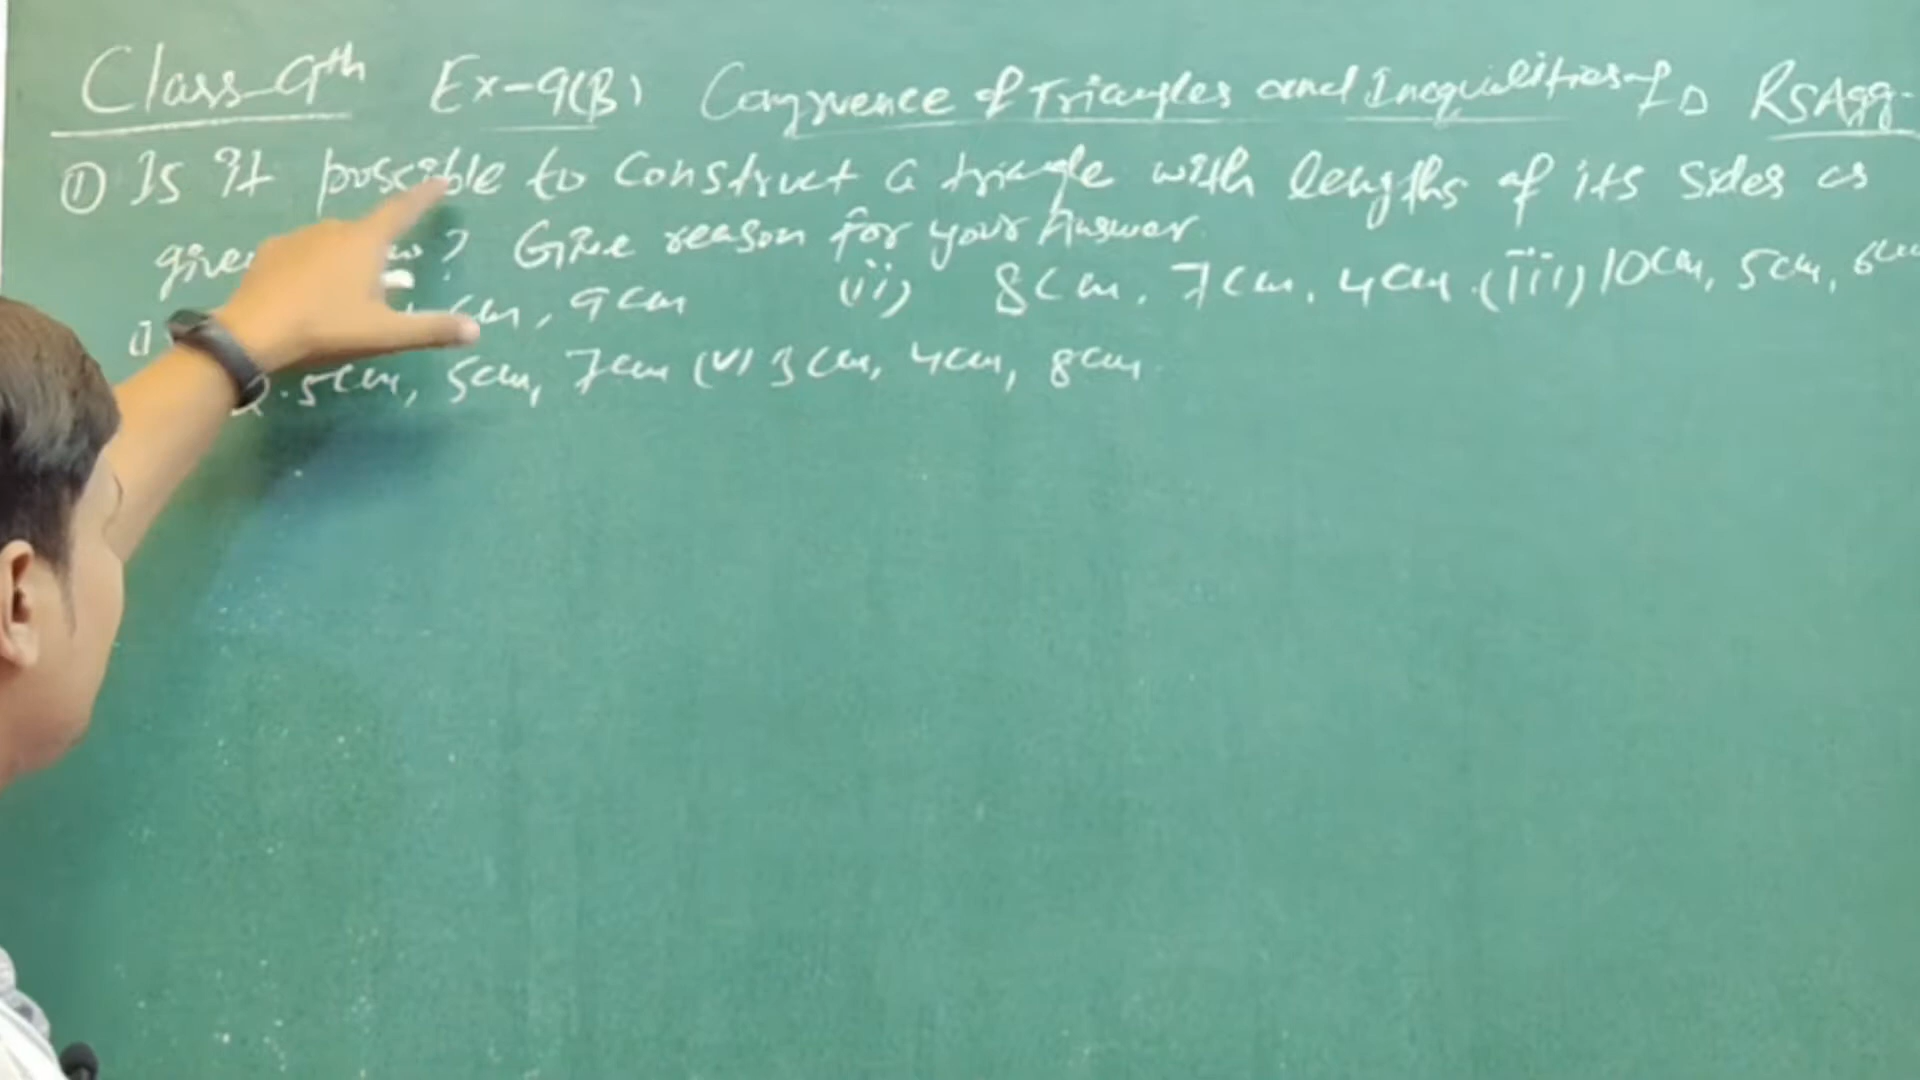 Class-9th Ex-9(B) Congruence of Triangles and Inequalities RSAgg.
① Is it possible to construct a triangle with lengths of its sides as
given ? Give reason for your Answer.
cm, 9cm (ii) 8cm, 7cm, 4cm. (iii) 10cm, 5cm, 6cm
2.5cm, 5cm, 7cm (v) 3cm, 4cm, 8cm